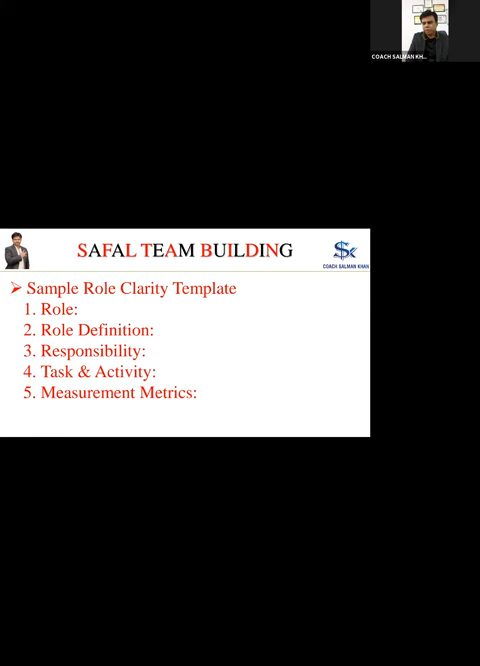 COACH SALMAN KH...
SAFAL TEAM BUILDING
COACH SALMAN KHAN
➢ Sample Role Clarity Template
1. Role:
2. Role Definition:
3. Responsibility:
4. Task & Activity:
5. Measurement Metrics: